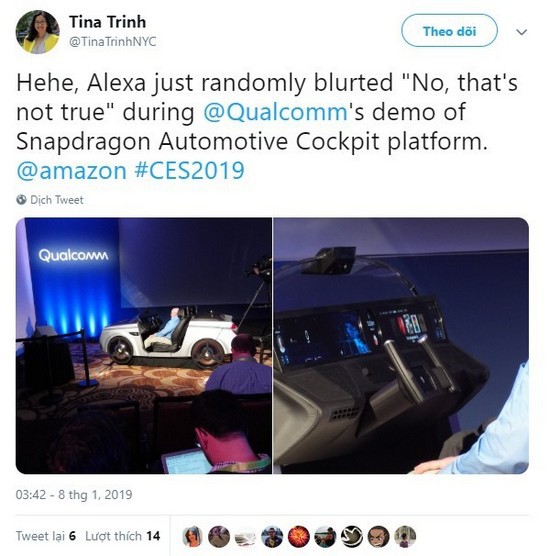 Tina Trinh
@TinaTrinhNYC
Theo dõi
Hehe, Alexa just randomly blurted "No, that's
not true" during @Qualcomm's demo of
Snapdragon Automotive Cockpit platform.
@amazon #CES2019
Dịch Tweet
Qualcomm
03:42 - 8 thg 1, 2019
Tweet lại 6 Lượt thích 14